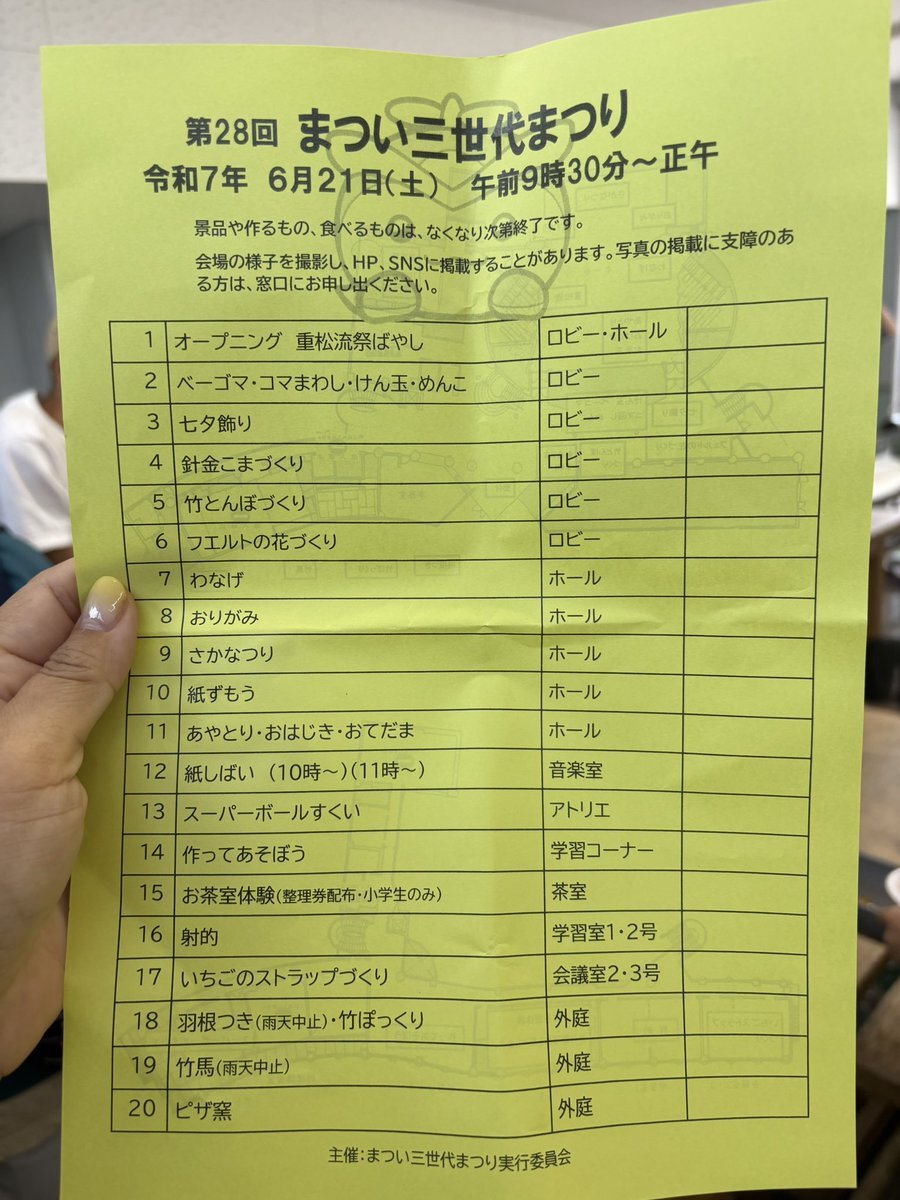 第28回 まつい三世代まつり
令和7年 6月21日(土) 午前9時30分～正午
景品や作るもの、食べるものは、なくなり次第終了です。
会場の様子を撮影し、HP、SNSに掲載することがあります。写真の掲載に支障のあ
る方は、窓口にお申し出ください。
1 オープニング 重松流祭ばやし ロビー・ホール
2 ベーゴマ・コマまわし・けん玉・めんこ ロビー
3 七夕飾り ロビー
4 針金こまづくり ロビー
5 竹とんぼづくり ロビー
6 フエルトの花づくり ロビー
7 わなげ ホール
8 おりがみ ホール
9 さかなつり ホール
10 紙ずもう ホール
11 あやとり・おはじき・おてだま ホール
12 紙しばい (10時～)(11時～) 音楽室
13 スーパーボールすくい アトリエ
14 作ってあそぼう 学習コーナー
15 お茶室体験(整理券配布・小学生のみ) 茶室
16 射的 学習室1・2号
17 いちごのストラップづくり 会議室2・3号
18 羽根つき(雨天中止)・竹ぽっくり 外庭
19 竹馬(雨天中止) 外庭
20 ピザ窯 外庭
主催：まつい三世代まつり実行委員会